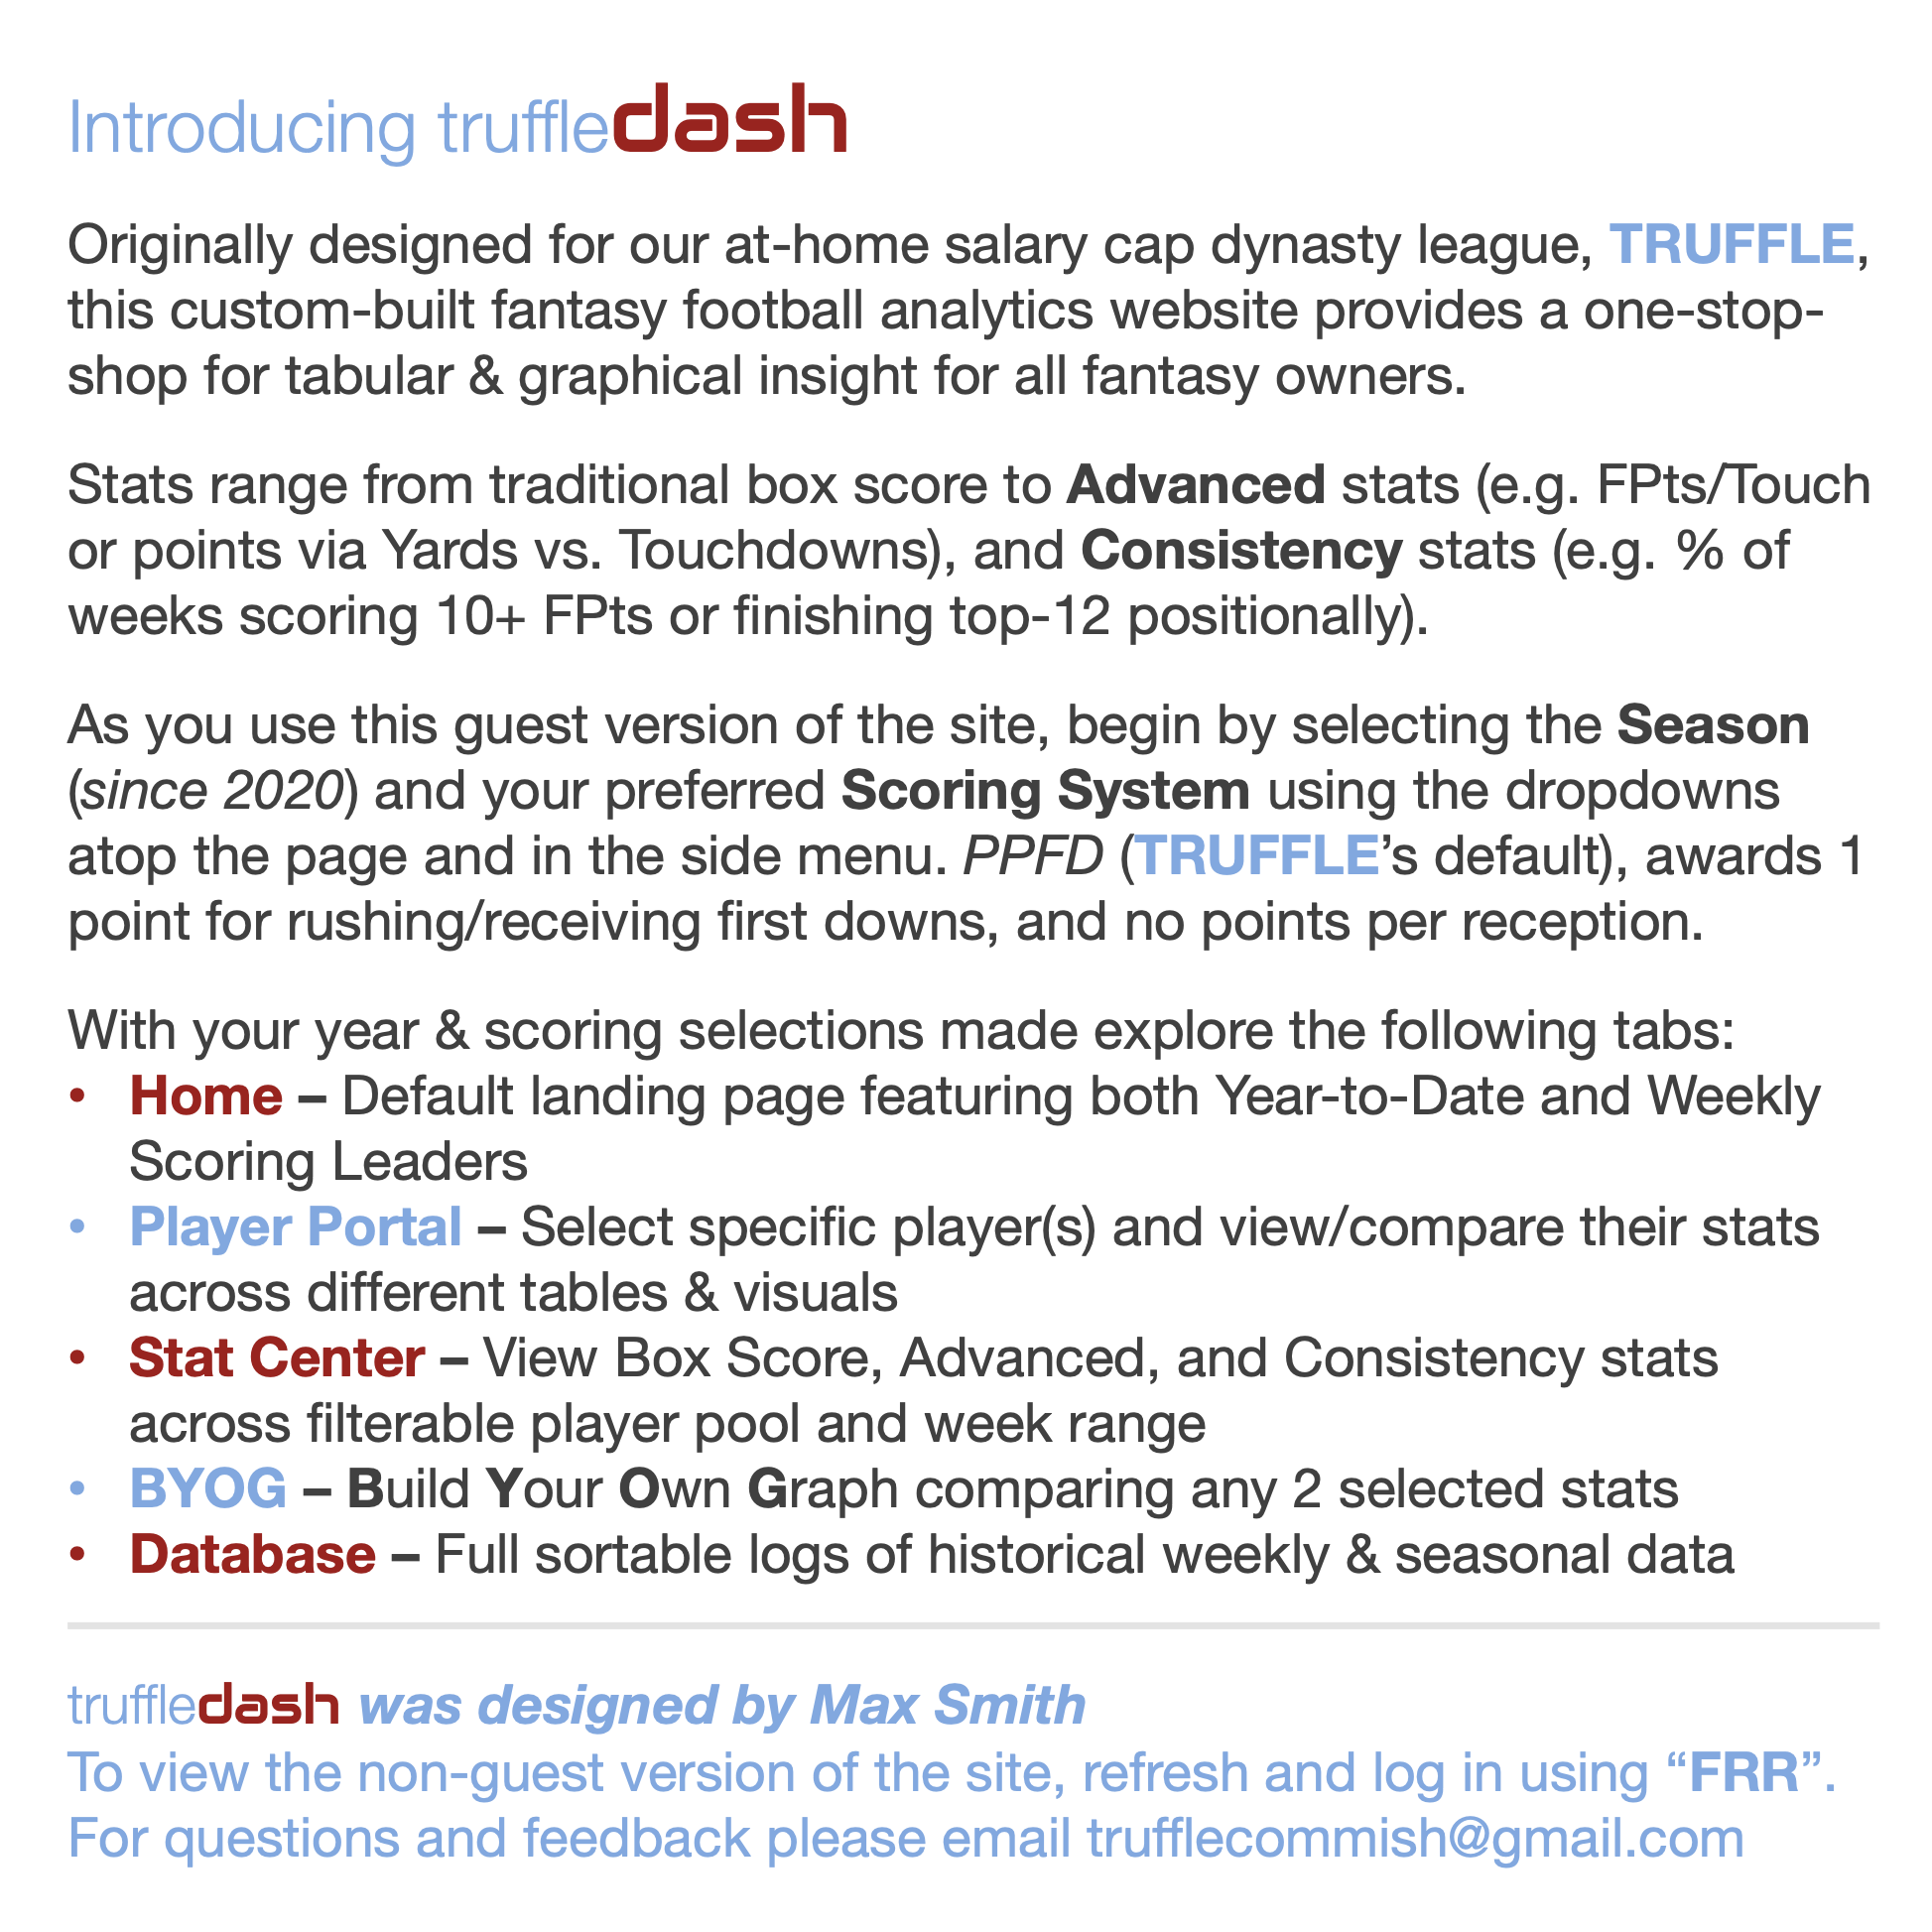 Introducing truffledash
Originally designed for our at-home salary cap dynasty league, TRUFFLE,
this custom-built fantasy football analytics website provides a one-stop-
shop for tabular & graphical insight for all fantasy owners.
Stats range from traditional box score to Advanced stats (e.g. FPts/Touch
or points via Yards vs. Touchdowns), and Consistency stats (e.g. % of
weeks scoring 10+ FPts or finishing top-12 positionally).
As you use this guest version of the site, begin by selecting the Season
(since 2020) and your preferred Scoring System using the dropdowns
atop the page and in the side menu. PPFD (TRUFFLE’s default), awards 1
point for rushing/receiving first downs, and no points per reception.
With your year & scoring selections made explore the following tabs:
• Home – Default landing page featuring both Year-to-Date and Weekly
Scoring Leaders
• Player Portal – Select specific player(s) and view/compare their stats
across different tables & visuals
• Stat Center – View Box Score, Advanced, and Consistency stats
across filterable player pool and week range
• BYOG – Build Your Own Graph comparing any 2 selected stats
• Database – Full sortable logs of historical weekly & seasonal data
truffledash was designed by Max Smith
To view the non-guest version of the site, refresh and log in using “FRR”.
For questions and feedback please email trufflecommish@gmail.com